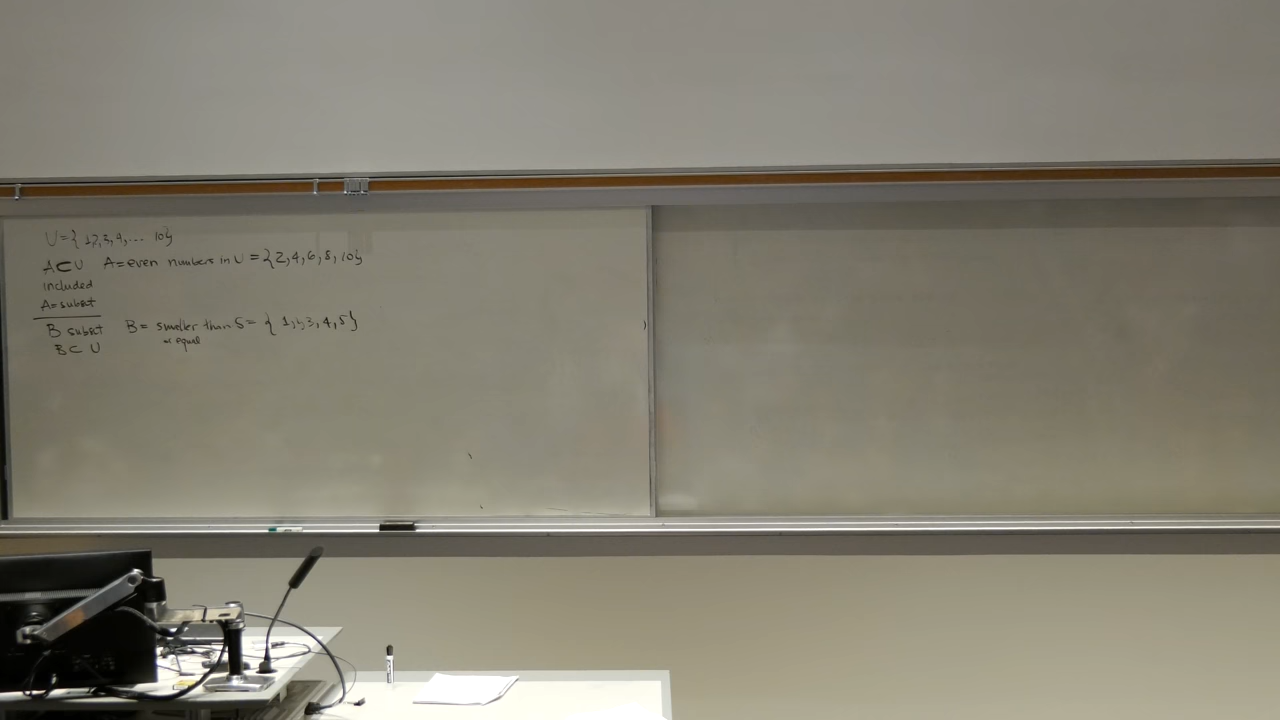 U={1,2,3,4,... 10}
A⊂U A=even numbers in U = {2,4,6,8,10}
included
A=subset
B subset B= smaller than 5= { 1,2,3,4,5}
B⊂ U or equal